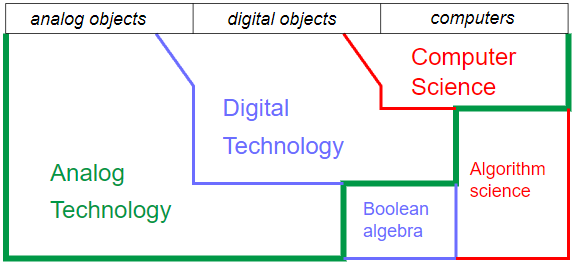 analog objects
digital objects
computers
Computer
Science
Digital
Technology
Analog
Technology
Algorithm
science
Boolean
algebra